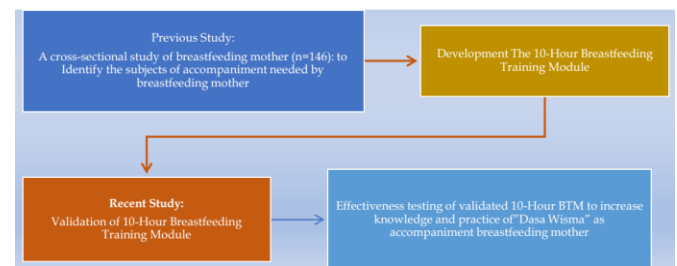 Previous Study:
A cross-sectional study of breastfeeding mother (n=146): to
Identify the subjects of accompaniment needed by
breastfeeding mother
Development The 10-Hour Breastfeeding
Training Module
Recent Study:
Validation of 10-Hour Breastfeeding
Training Module
Effectiveness testing of validated 10-Hour BTM to increase
knowledge and practice of"Dasa Wisma" as
accompaniment breastfeeding mother